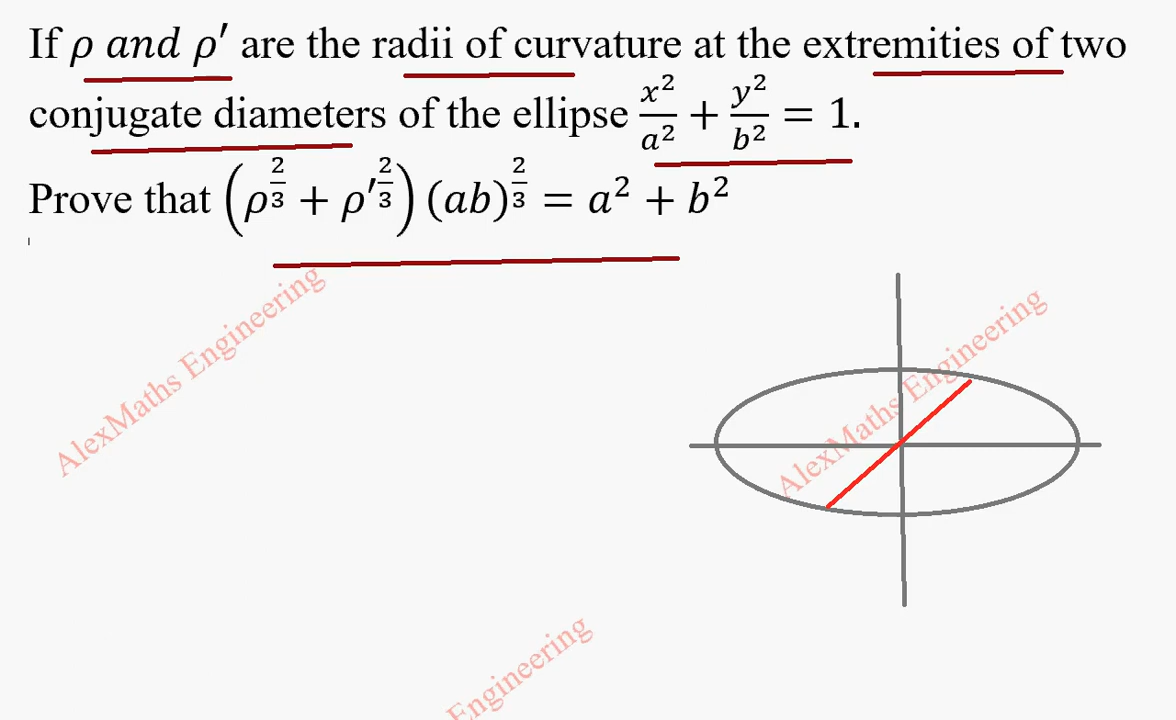 If ρ and ρ′ are the radii of curvature at the extremities of two
conjugate diameters of the ellipse x²/a² + y²/b² = 1.
Prove that (ρ^(2/3) + ρ′^(2/3)) (ab)^(2/3) = a² + b²
AlexMaths Engineering
AlexMaths Engineering
Engineering